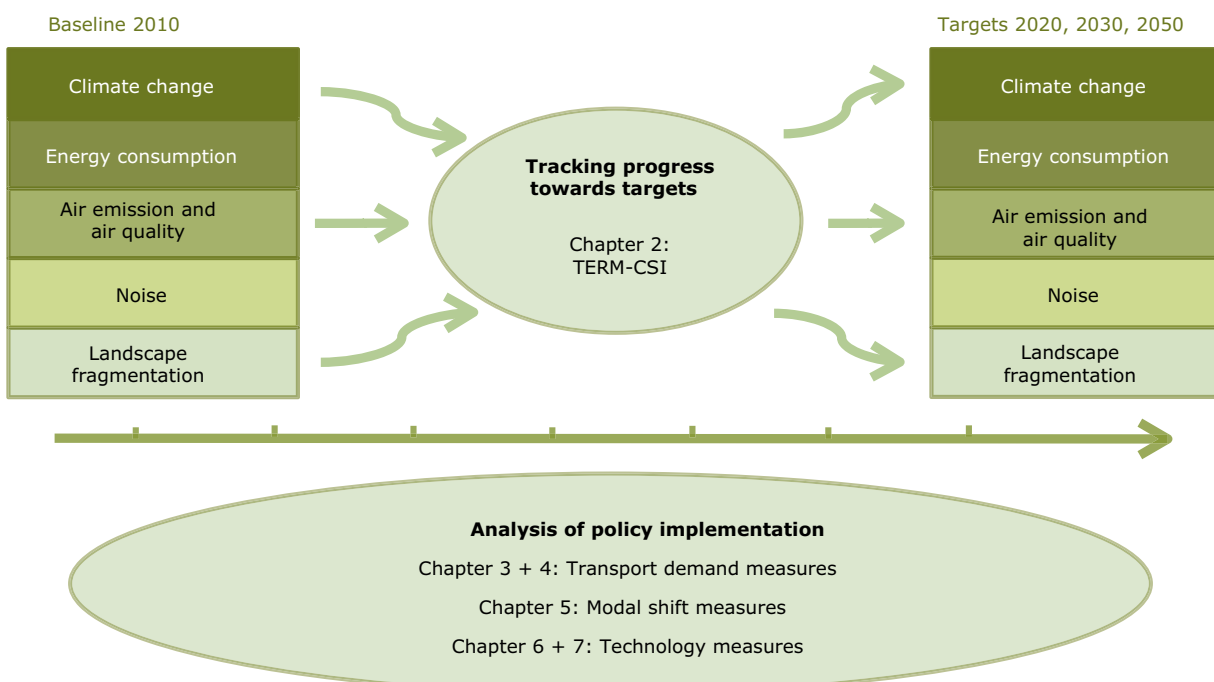 Baseline 2010
Targets 2020, 2030, 2050
Climate change
Energy consumption
Air emission and
air quality
Noise
Landscape
fragmentation
Tracking progress
towards targets
Chapter 2:
TERM-CSI
Climate change
Energy consumption
Air emission and
air quality
Noise
Landscape
fragmentation
Analysis of policy implementation
Chapter 3 + 4: Transport demand measures
Chapter 5: Modal shift measures
Chapter 6 + 7: Technology measures